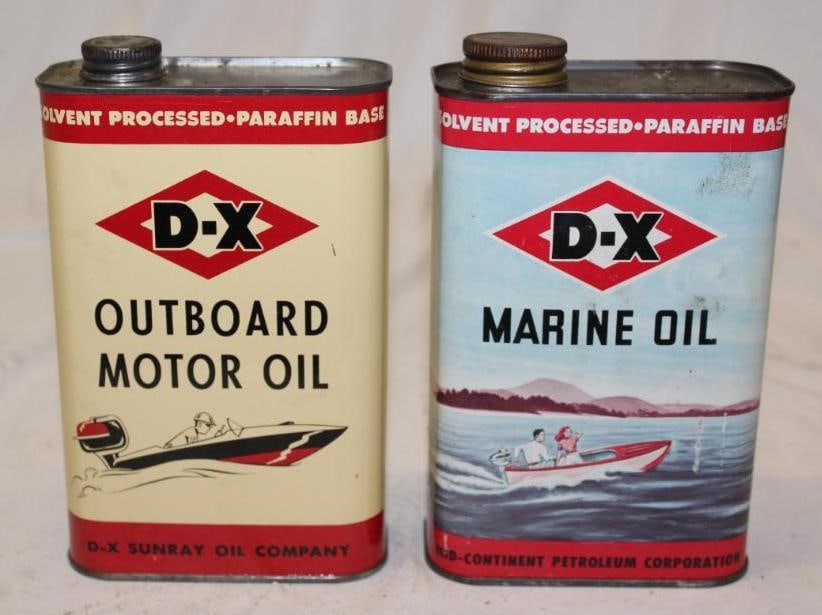 SOLVENT PROCESSED•PARAFFIN BASE
D-X
OUTBOARD
MOTOR OIL
D-X SUNRAY OIL COMPANY
SOLVENT PROCESSED•PARAFFIN BASE
D-X
MARINE OIL
MID-CONTINENT PETROLEUM CORPORATION